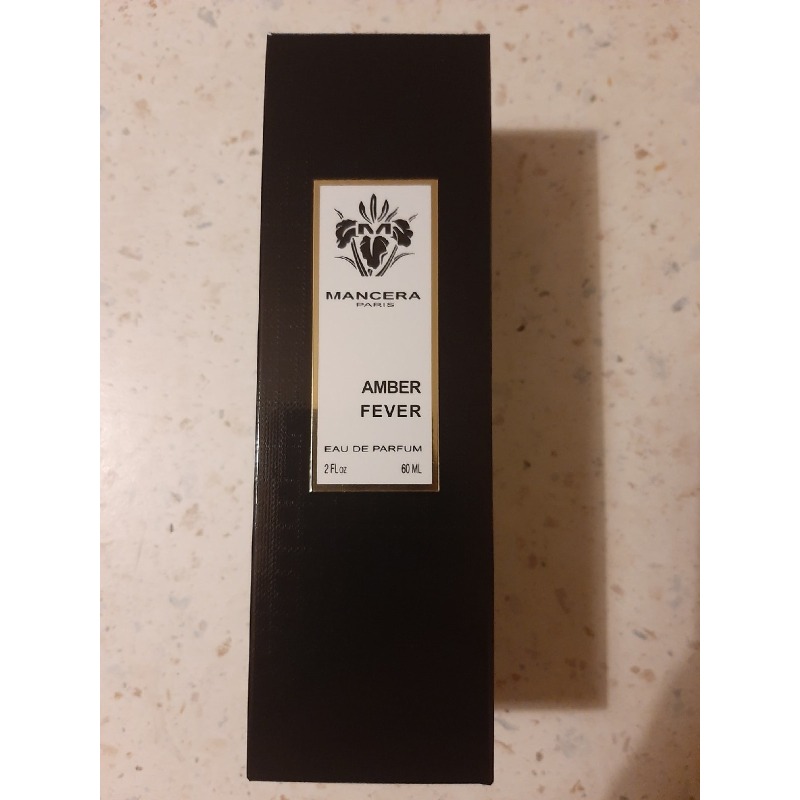 MANCERA
PARIS
AMBER
FEVER
EAU DE PARFUM
2 FL oz 60 ML